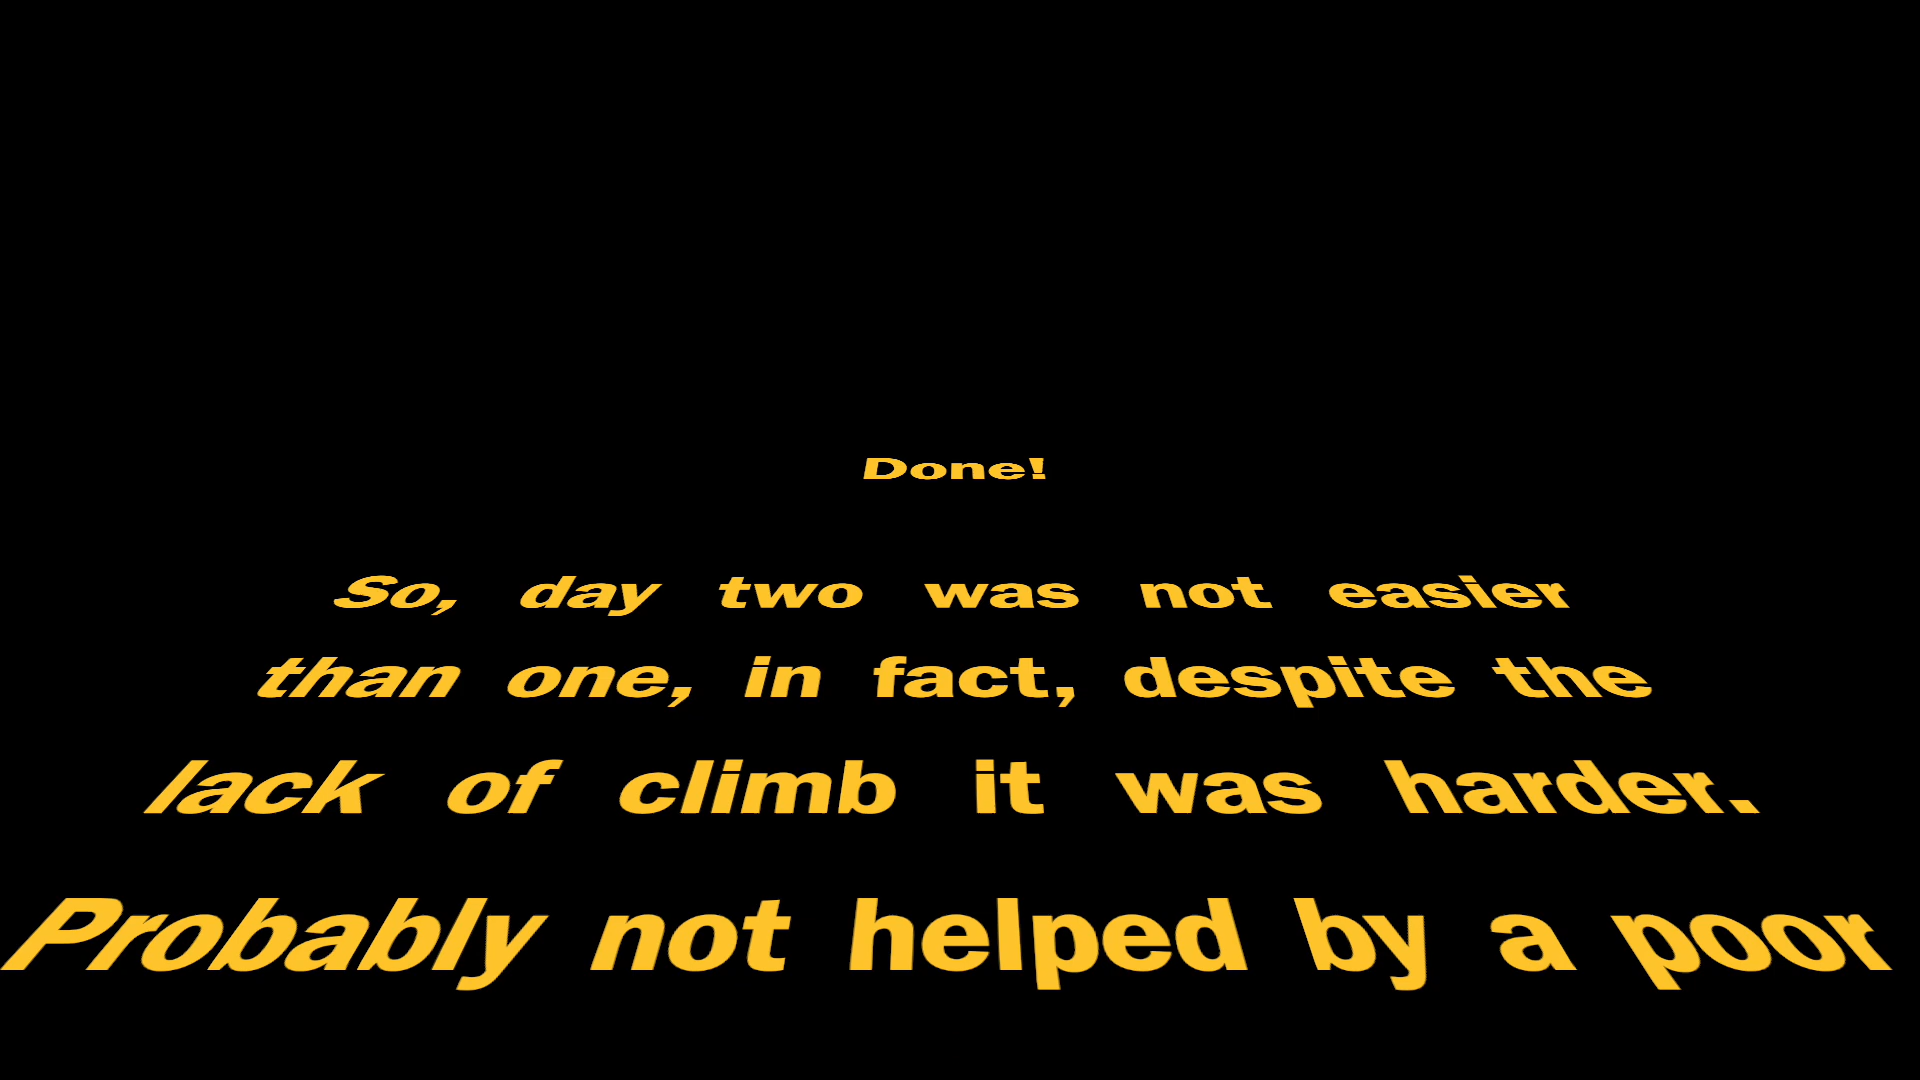 Done!
So, day two was not easier
than one, in fact, despite the
lack of climb it was harder.
Probably not helped by a poor